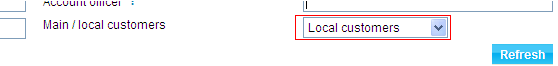 Account officer :
Main / local customers
Local customers
Refresh